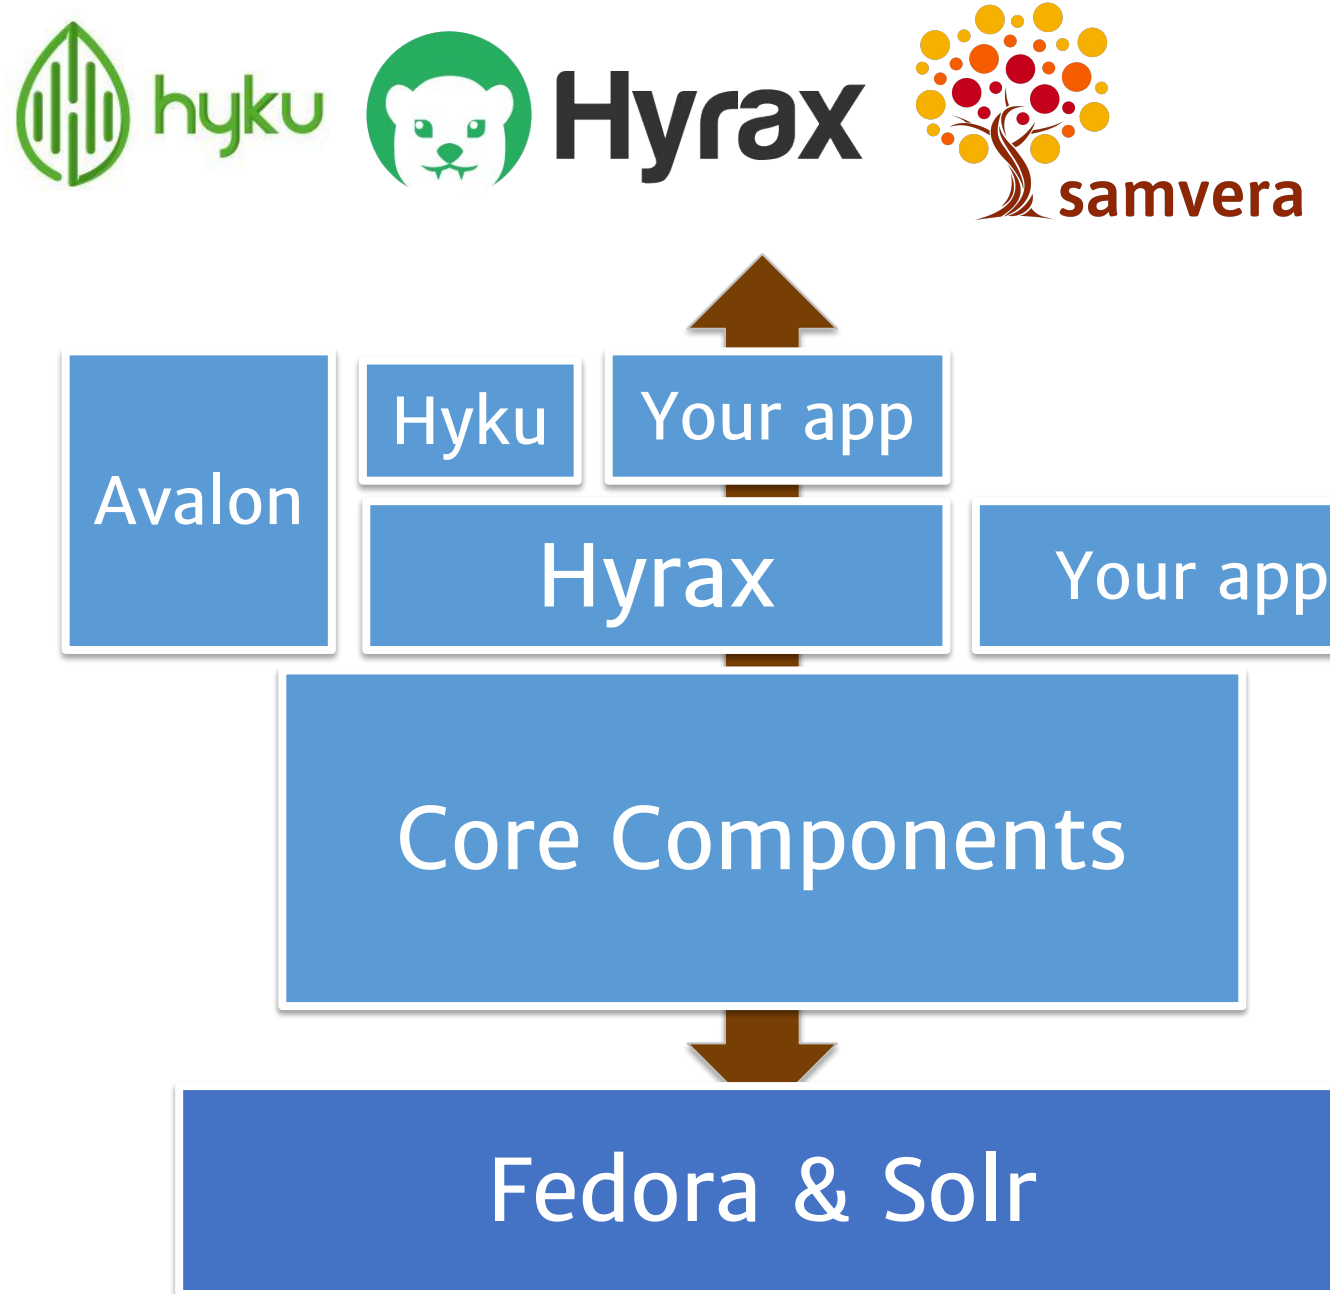 hyku
Hyrax
samvera
Avalon
Hyku
Your app
Hyrax
Your app
Core Components
Fedora & Solr